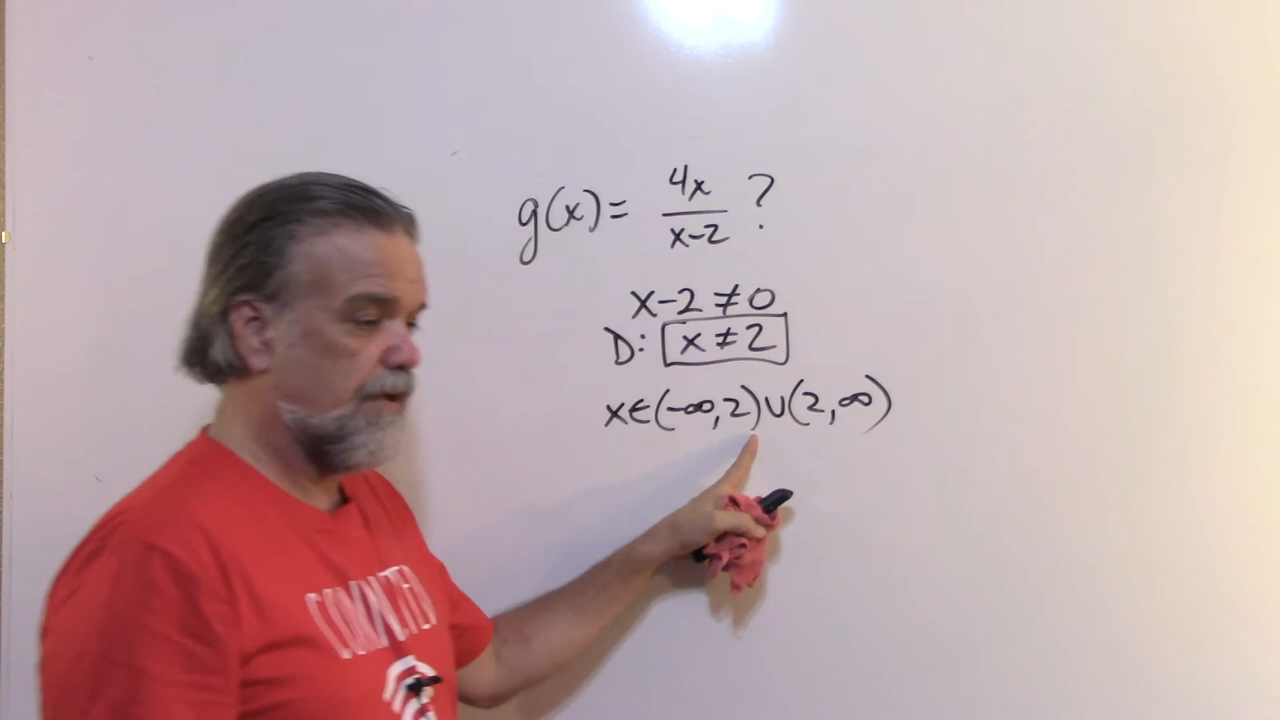 g(x) = 4x / x-2 ?
x-2 ≠ 0
D: x ≠ 2
x∈(-∞,2)∪(2,∞)